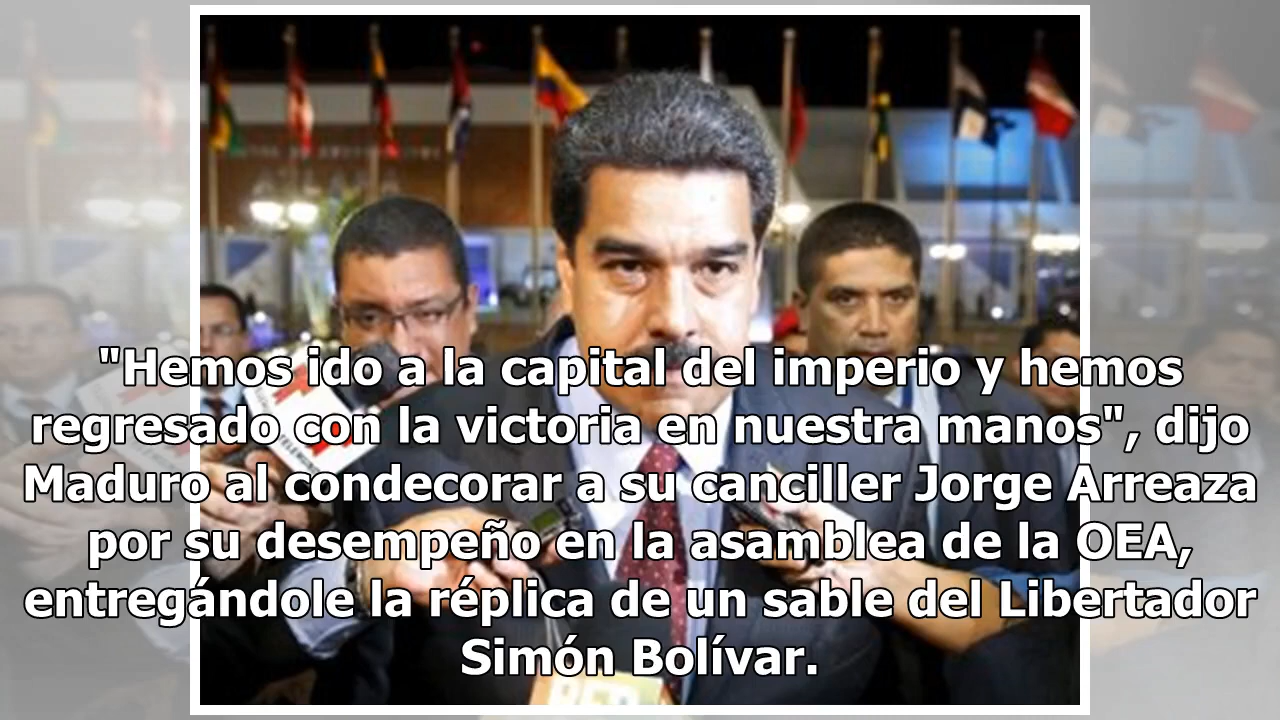 "Hemos ido a la capital del imperio y hemos
regresado con la victoria en nuestra manos", dijo
Maduro al condecorar a su canciller Jorge Arreaza
por su desempeño en la asamblea de la OEA,
entregándole la réplica de un sable del Libertador
Simón Bolívar.